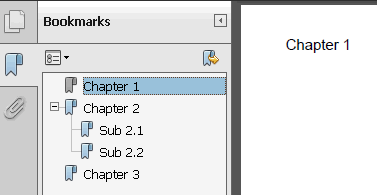 Bookmarks
Chapter 1
Chapter 2
Sub 2.1
Sub 2.2
Chapter 3
Chapter 1